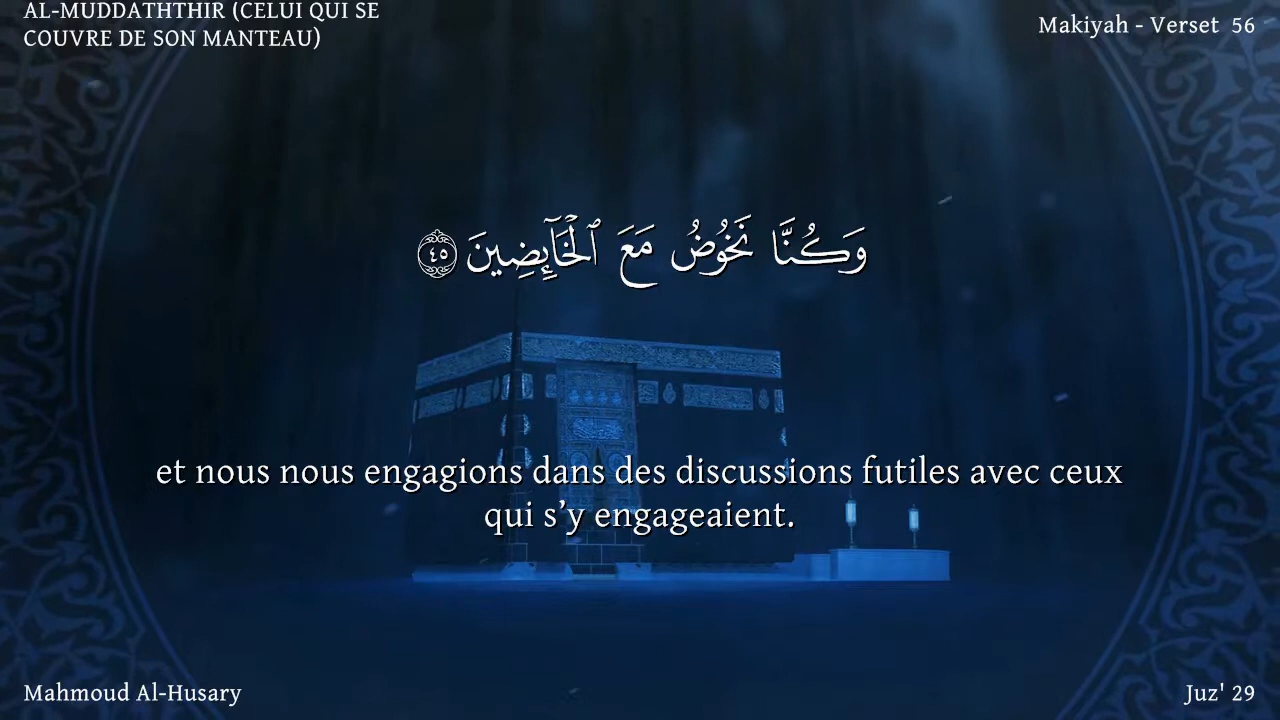 AL-MUDDATHTHIR (CELUI QUI SE
COUVRE DE SON MANTEAU)
Makiyah - Verset 56
وَكُنَّا نَخُوضُ مَعَ ٱلْخَآئِضِينَ ٤٥
et nous nous engagions dans des discussions futiles avec ceux
qui s’y engageaient.
Mahmoud Al-Husary
Juz' 29